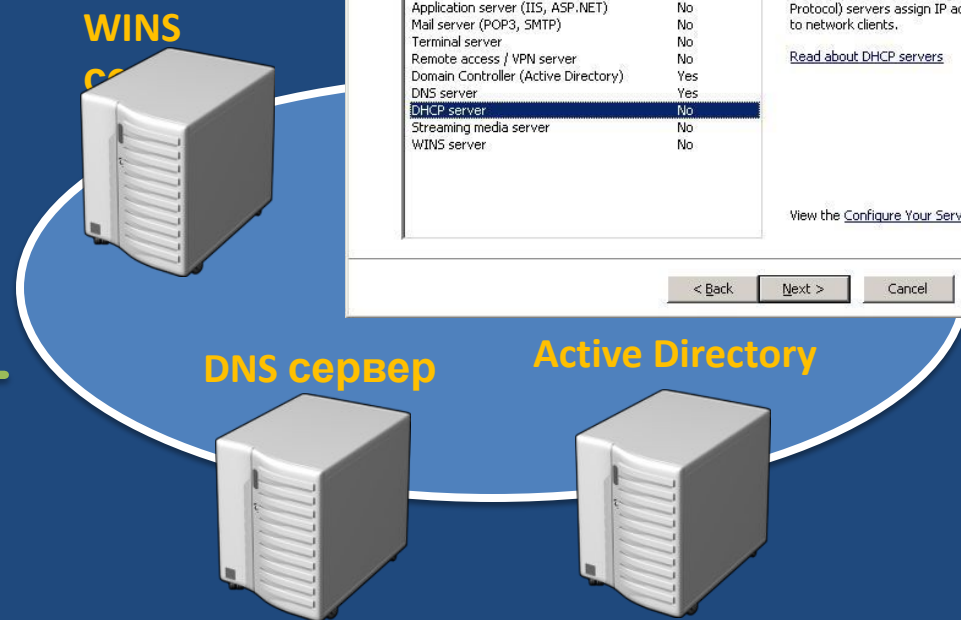 WINS
Application server (IIS, ASP.NET) No
Mail server (POP3, SMTP) No
Terminal server No
Remote access / VPN server No
Domain Controller (Active Directory) Yes
DNS server Yes
DHCP server No
Streaming media server No
WINS server No
Protocol) servers assign IP
to network clients.
Read about DHCP servers
View the Configure Your
< Back Next > Cancel
DNS сервер
Active Directory